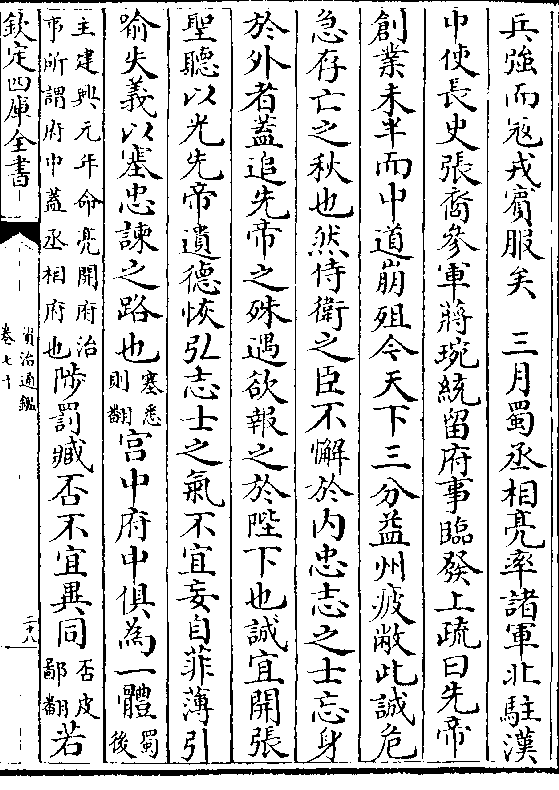 兵強而寇戎賓服矣　三月蜀丞相亮率諸軍北駐漢
中使長史張裔參軍蔣琬統留府事臨發上疏曰先帝
創業未半而中道崩殂今天下三分益州疲敝此誠危
急存亡之秋也然侍衛之臣不懈於内忠志之士忘身
於外者蓋追先帝之殊遇欲報之於陛下也誠宜開張
聖聽以光先帝遺德恢弘志士之氣不宜妄自菲薄引
喻失義以塞忠諫之路也塞悉則翻宫中府中俱為一體蜀後
主建興元年命亮開府治事所謂府中蓋丞相府也陟罰臧否不宜異同否皮鄙翻若
欽定四庫全書
資治通鑑
卷七十
二十八